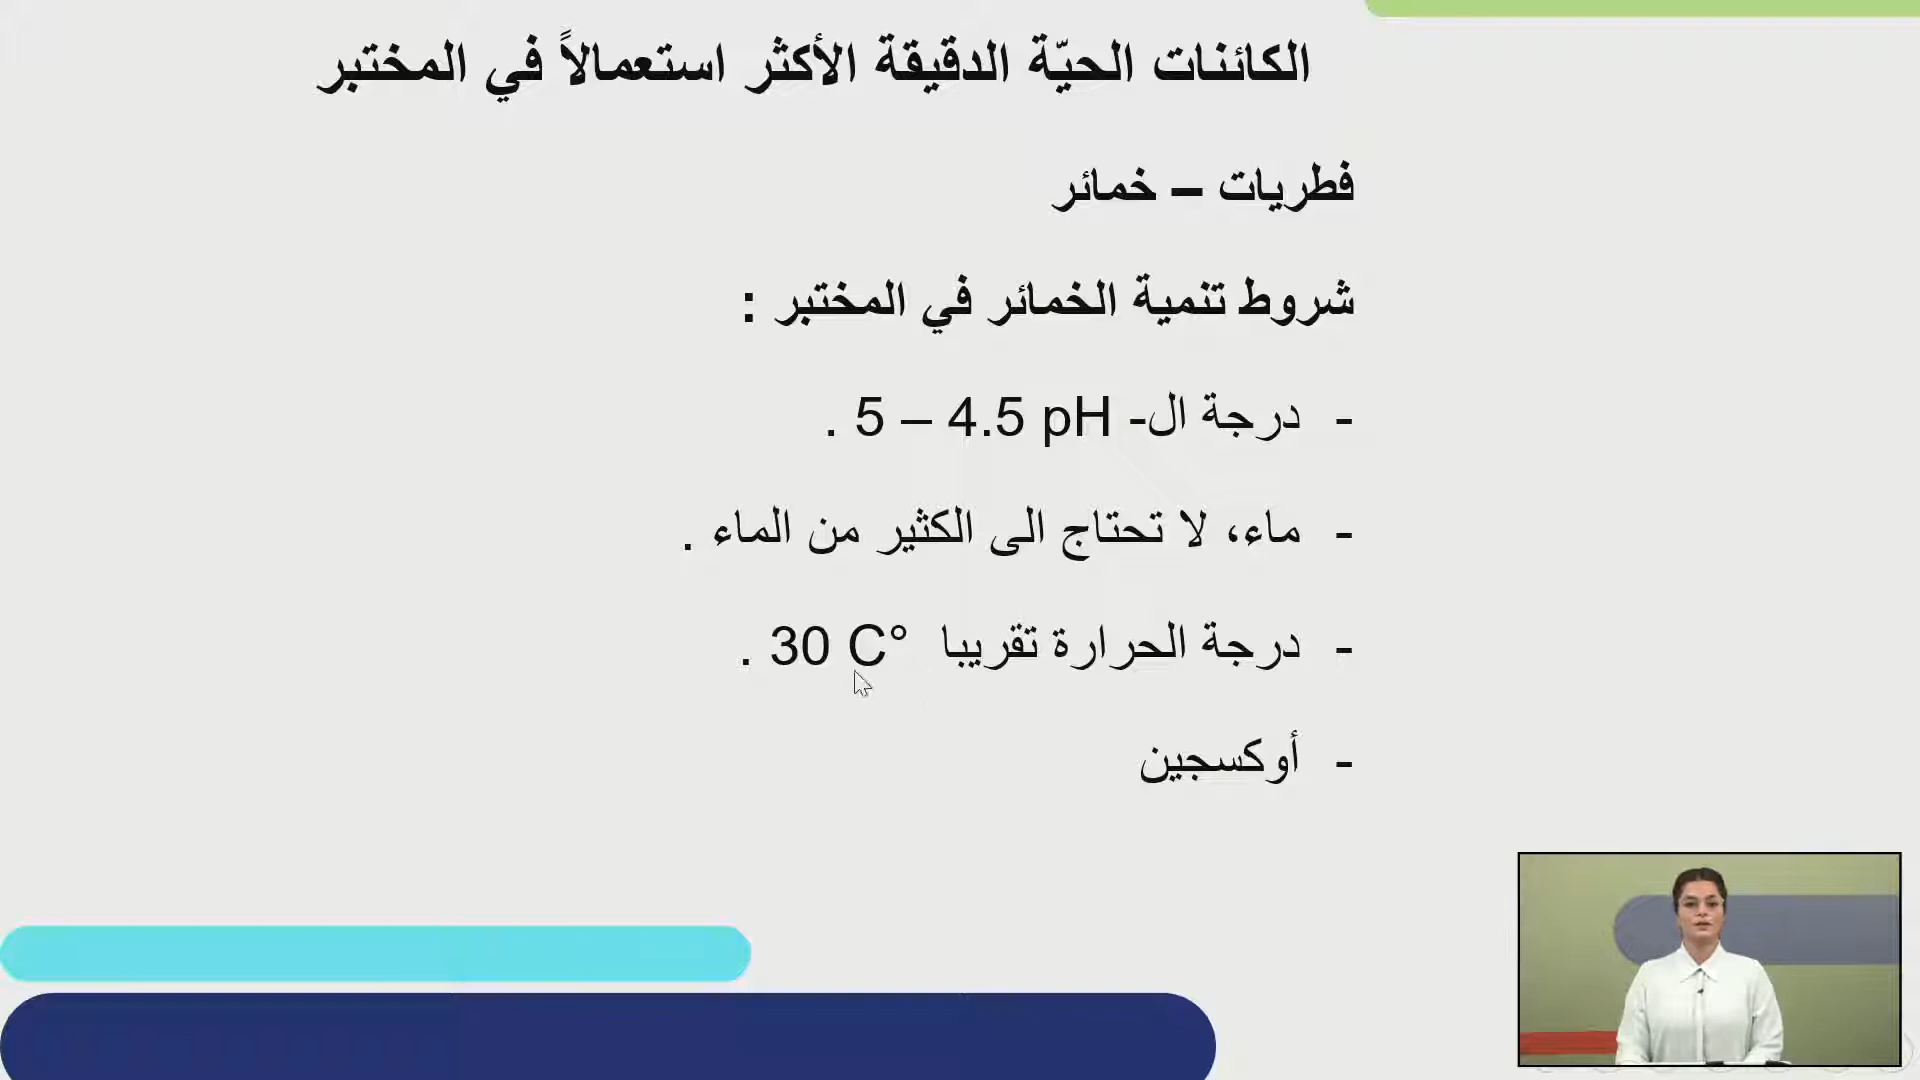 الكائنات الحيّة الدقيقة الأكثر استعمالاً في المختبر
فطريات – خمائر
شروط تنمية الخمائر في المختبر :
- درجة ال- pH 4.5 – 5 .
- ماء، لا تحتاج الى الكثير من الماء .
- درجة الحرارة تقريبا 30 C° .
- أوكسجين